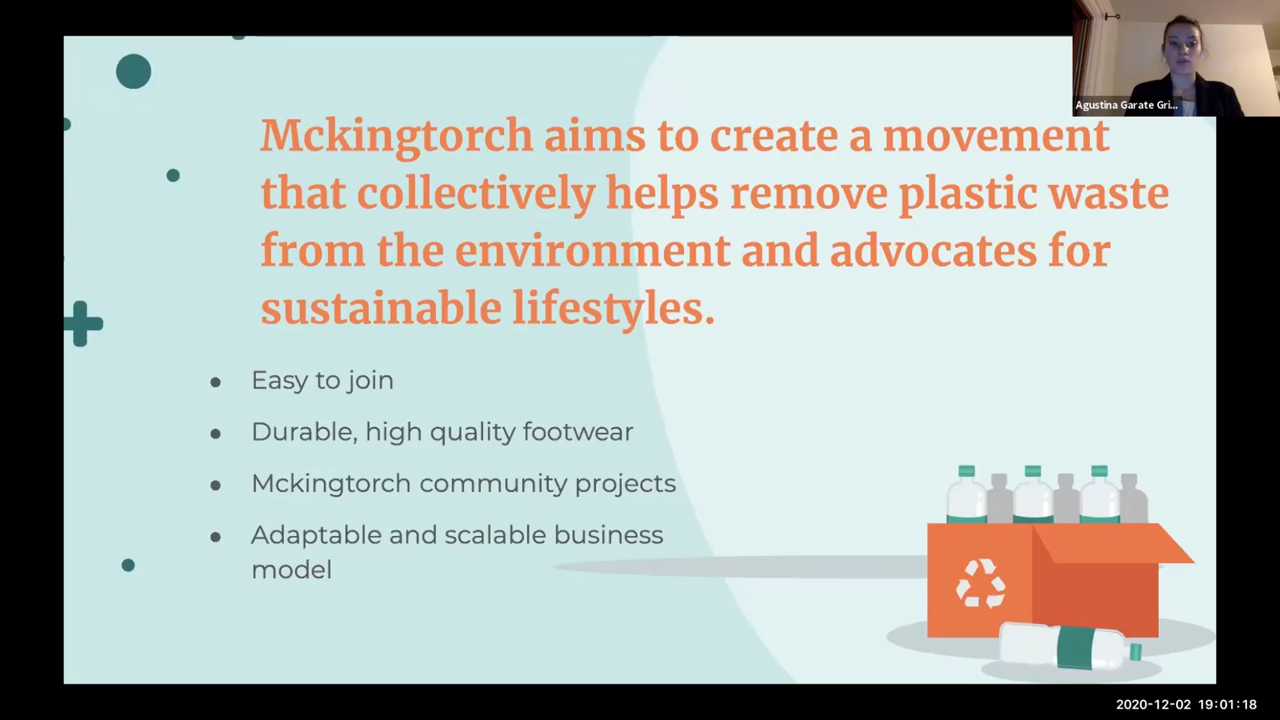 Agustina Garate Gri...
Mckingtorch aims to create a movement
that collectively helps remove plastic waste
from the environment and advocates for
sustainable lifestyles.
● Easy to join
● Durable, high quality footwear
● Mckingtorch community projects
● Adaptable and scalable business
model
2020-12-02 19:01:18